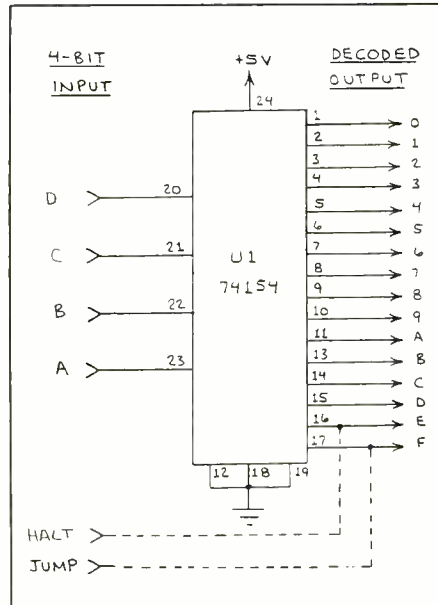 4-BIT
INPUT
+5V
DECODED
OUTPUT
24
1 0
2 1
3 2
4 3
5 4
6 5
7 6
8 7
9 8
10 9
11 A
13 B
14 C
15 D
16 E
17 F
D 20
C 21
B 22
A 23
U1
74154
12 18 19
HALT
JUMP